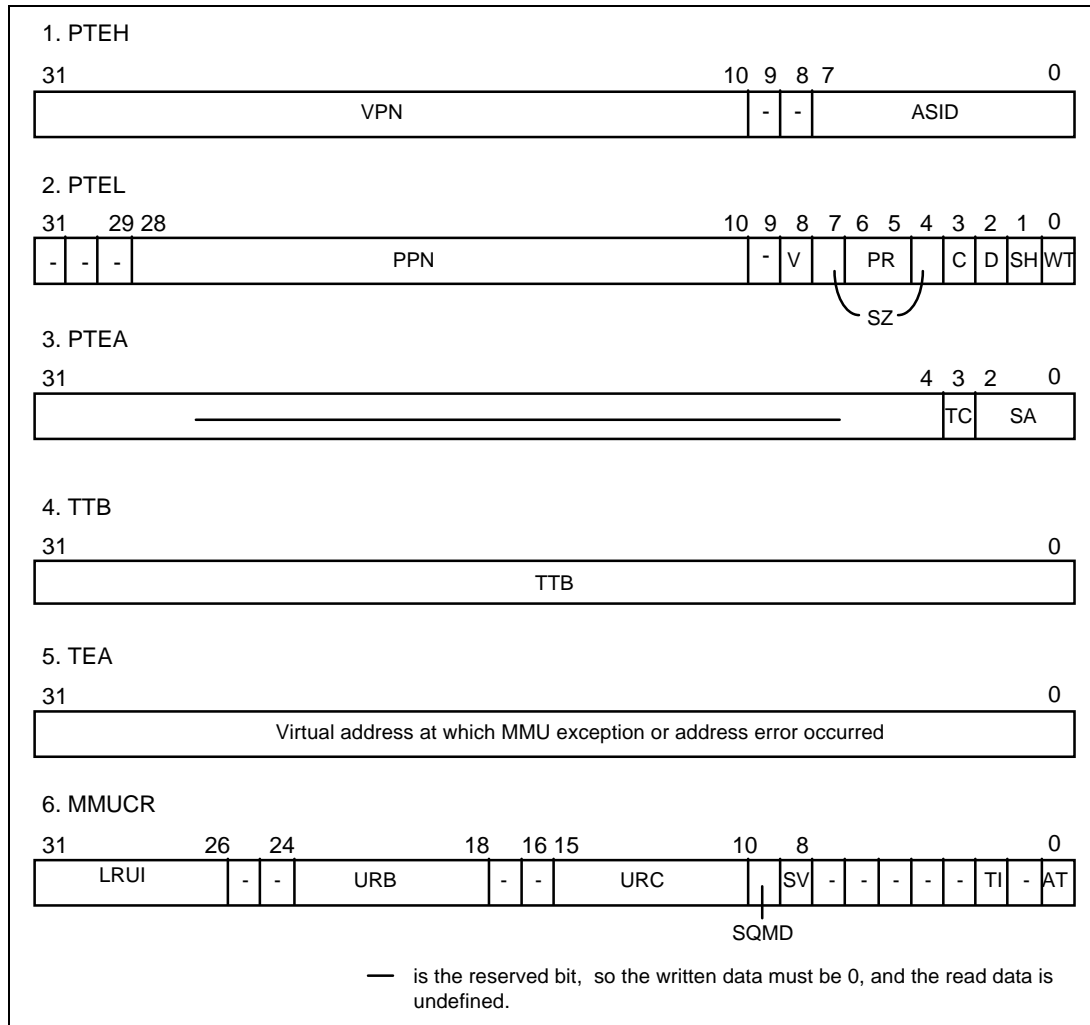 1. PTEH
31 10 9 8 7 0
VPN - - ASID
2. PTEL
31 29 28 10 9 8 7 6 5 4 3 2 1 0
- - - PPN - V PR C D SH WT
SZ
3. PTEA
31 4 3 2 0
TC SA
4. TTB
31 0
TTB
5. TEA
31 0
Virtual address at which MMU exception or address error occurred
6. MMUCR
31 26 24 18 16 15 10 8 0
LRUI - - URB - - URC SV - - - - - TI - AT
SQMD
— is the reserved bit, so the written data must be 0, and the read data is
undefined.